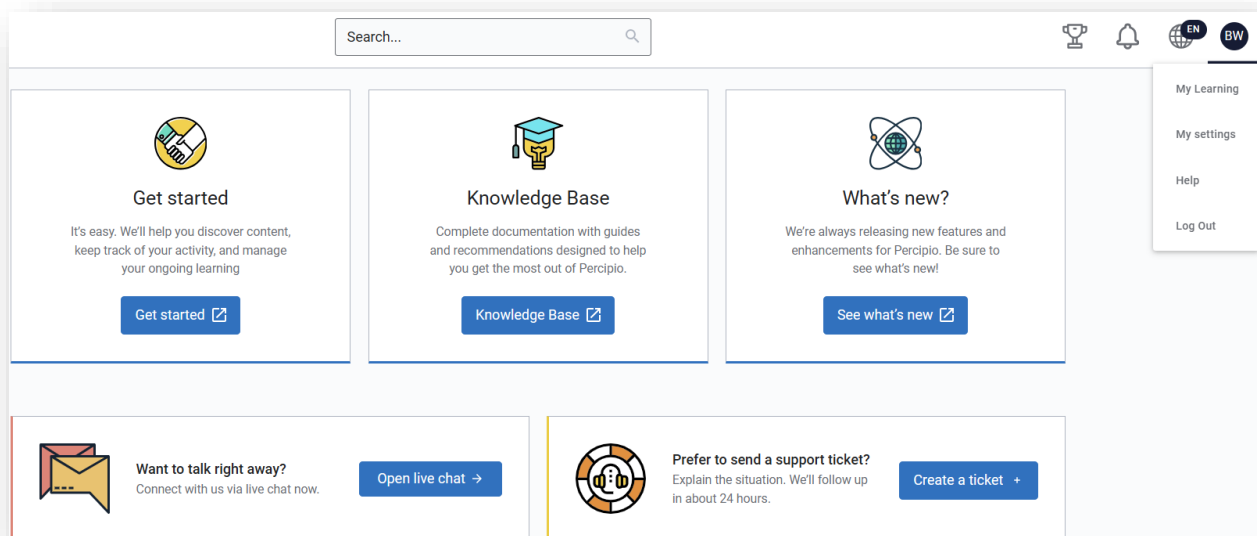 Search...
EN
BW
My Learning
My settings
Help
Log Out
Get started
It's easy. We'll help you discover content,
keep track of your activity, and manage
your ongoing learning
Get started
Knowledge Base
Complete documentation with guides
and recommendations designed to help
you get the most out of Percipio.
Knowledge Base
What's new?
We're always releasing new features and
enhancements for Percipio. Be sure to
see what's new!
See what's new
Want to talk right away?
Connect with us via live chat now.
Open live chat →
Prefer to send a support ticket?
Explain the situation. We'll follow up
in about 24 hours.
Create a ticket +